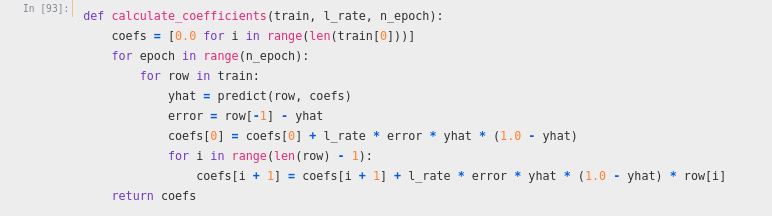 In [93]:
def calculate_coefficients(train, l_rate, n_epoch):
    coefs = [0.0 for i in range(len(train[0]))]
    for epoch in range(n_epoch):
        for row in train:
            yhat = predict(row, coefs)
            error = row[-1] - yhat
            coefs[0] = coefs[0] + l_rate * error * yhat * (1.0 - yhat)
            for i in range(len(row) - 1):
                coefs[i + 1] = coefs[i + 1] + l_rate * error * yhat * (1.0 - yhat) * row[i]
    return coefs